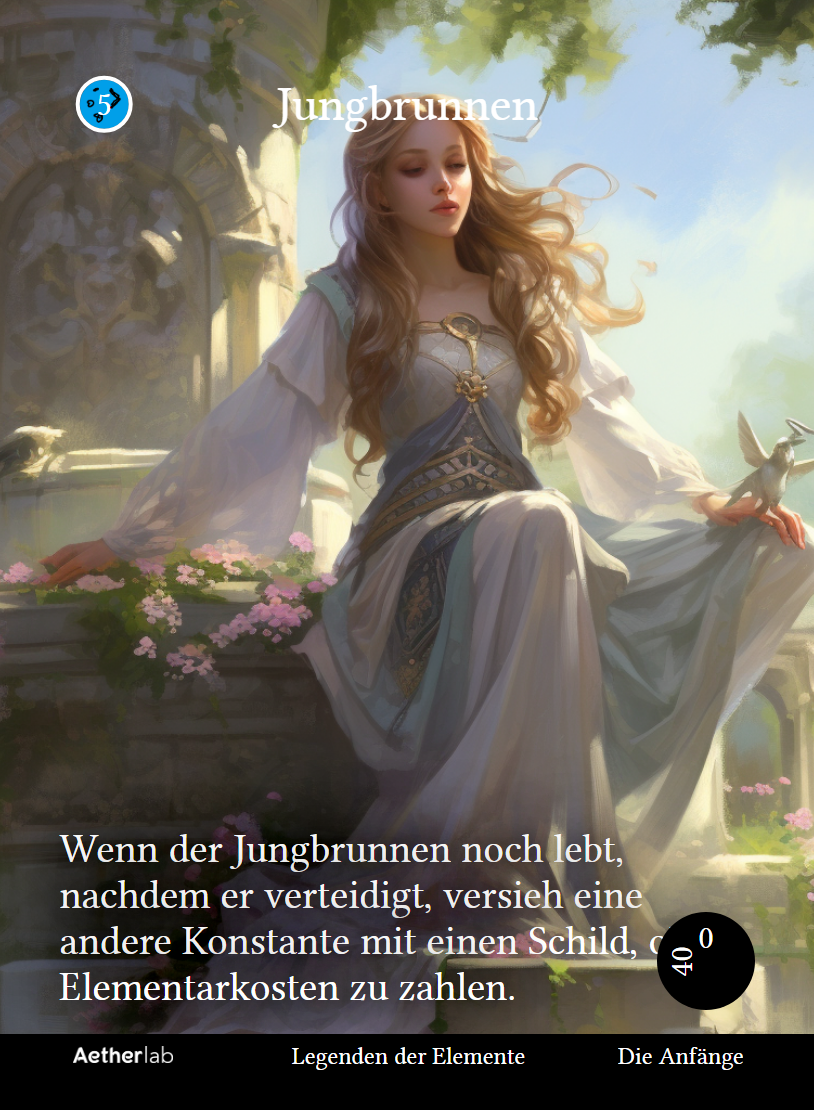 5
Jungbrunnen
Wenn der Jungbrunnen noch lebt,
nachdem er verteidigt, versieh eine
andere Konstante mit einen Schild,
Elementarkosten zu zahlen.
0
40
Aetherlab
Legenden der Elemente
Die Anfänge